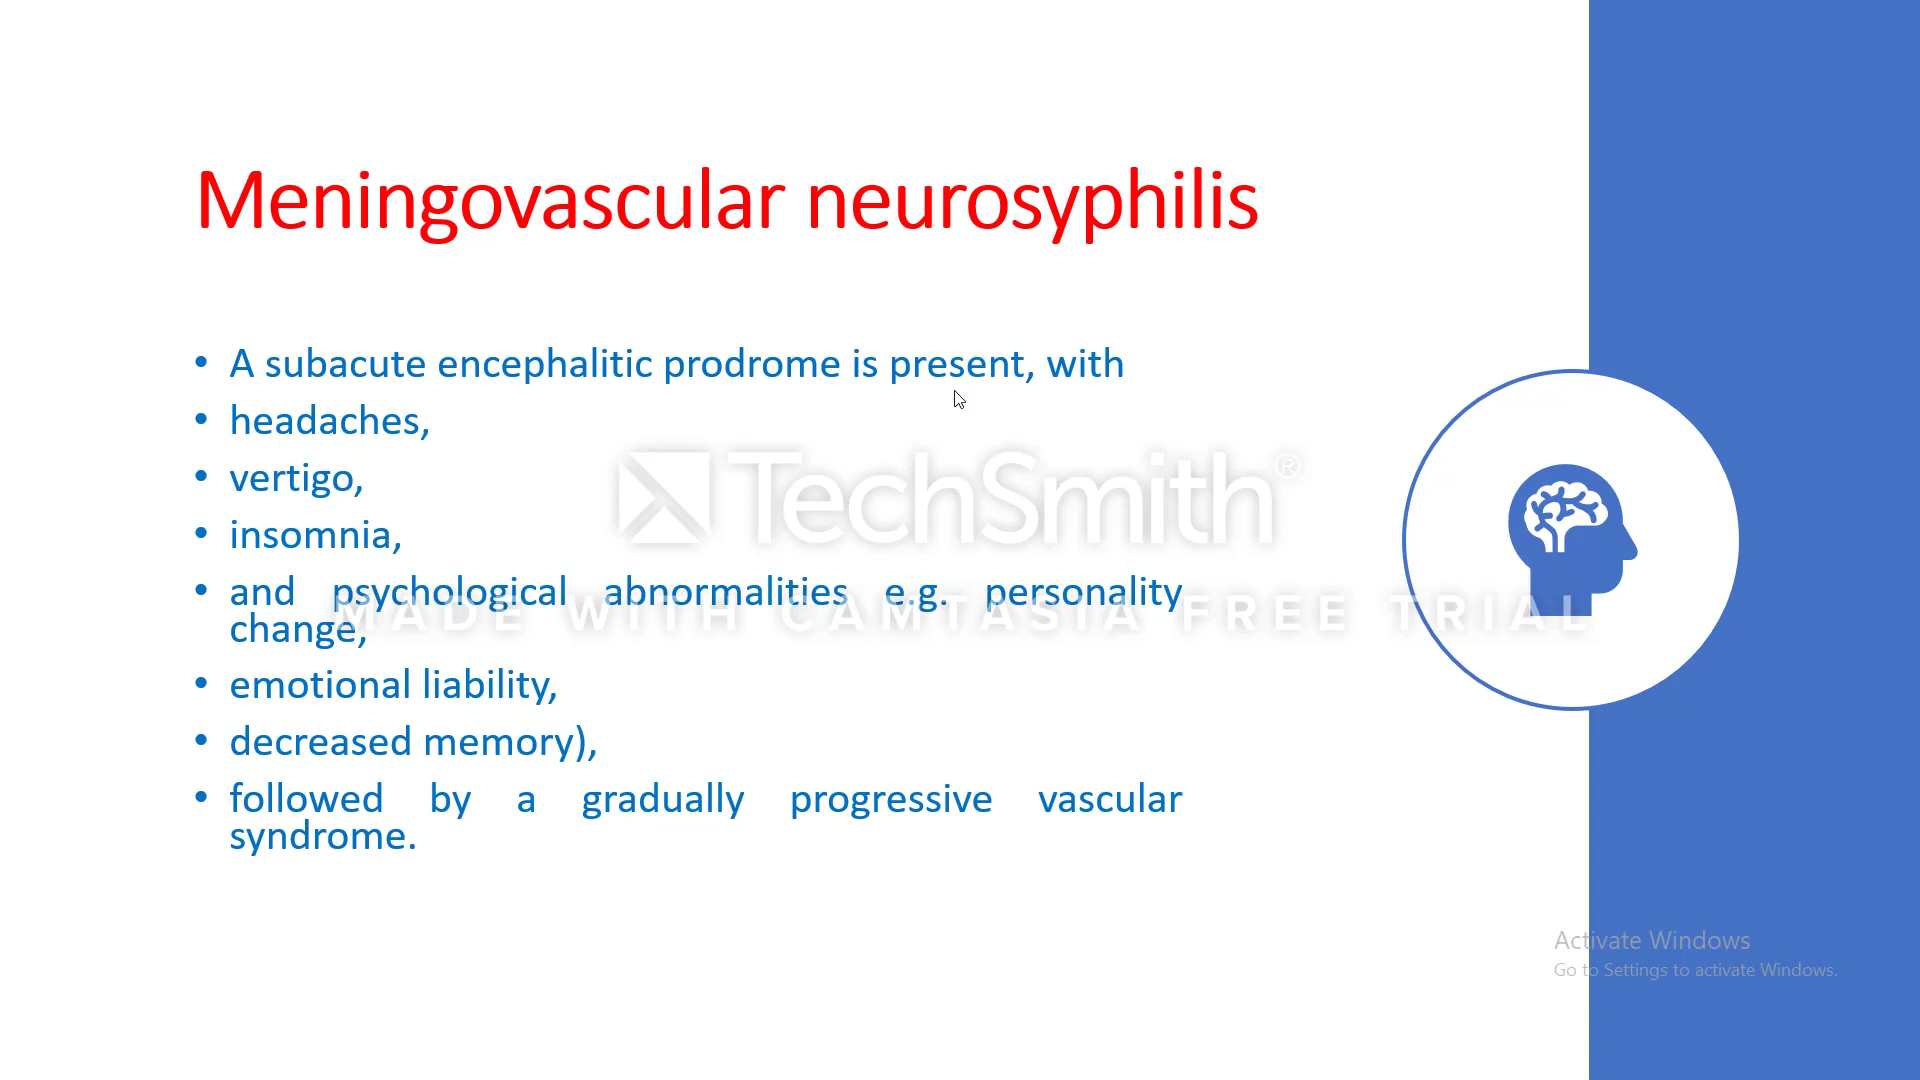 Meningovascular neurosyphilis
• A subacute encephalitic prodrome is present, with
• headaches,
• vertigo,
TechSmith®
• insomnia,
• and psychological abnormalities e.g. personality
change,
MADE WITH CAMTASIA FREE TRIAL
• emotional liability,
• decreased memory),
• followed by a gradually progressive vascular
syndrome.
Activate Windows
Go to Settings to activate Windows.